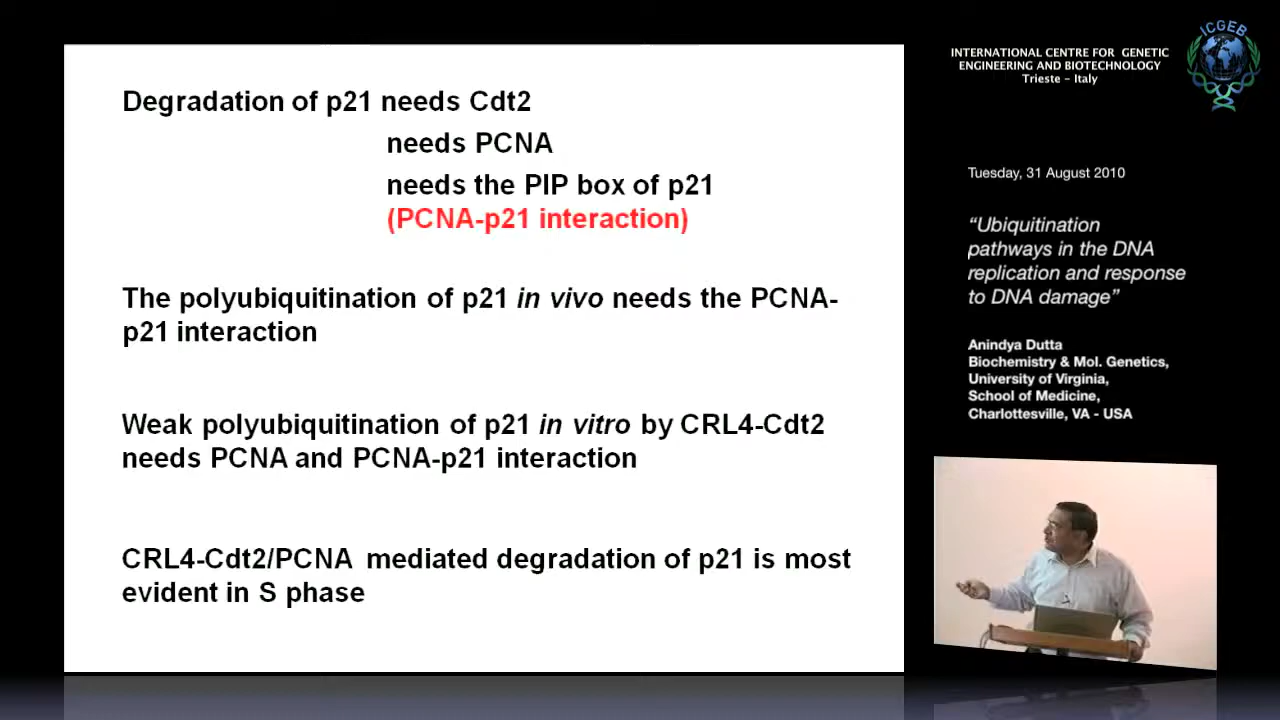 Degradation of p21 needs Cdt2
needs PCNA
needs the PIP box of p21
(PCNA-p21 interaction)
The polyubiquitination of p21 in vivo needs the PCNA-
p21 interaction
Weak polyubiquitination of p21 in vitro by CRL4-Cdt2
needs PCNA and PCNA-p21 interaction
CRL4-Cdt2/PCNA mediated degradation of p21 is most
evident in S phase
ICGEB
INTERNATIONAL CENTRE FOR GENETIC
ENGINEERING AND BIOTECHNOLOGY
Trieste - Italy
Tuesday, 31 August 2010
“Ubiquitination
pathways in the DNA
replication and response
to DNA damage”
Anindya Dutta
Biochemistry & Mol. Genetics,
University of Virginia,
School of Medicine,
Charlottesville, VA - USA